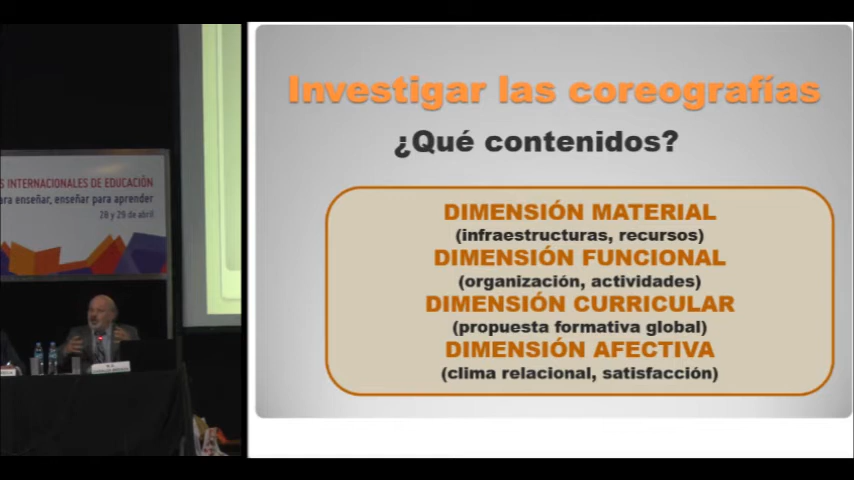 S INTERNACIONALES DE EDUCACIÓN
ara enseñar, enseñar para aprender
28 y 29 de abril
Investigar las coreografías
¿Qué contenidos?
DIMENSIÓN MATERIAL
(infraestructuras, recursos)
DIMENSIÓN FUNCIONAL
(organización, actividades)
DIMENSIÓN CURRICULAR
(propuesta formativa global)
DIMENSIÓN AFECTIVA
(clima relacional, satisfacción)